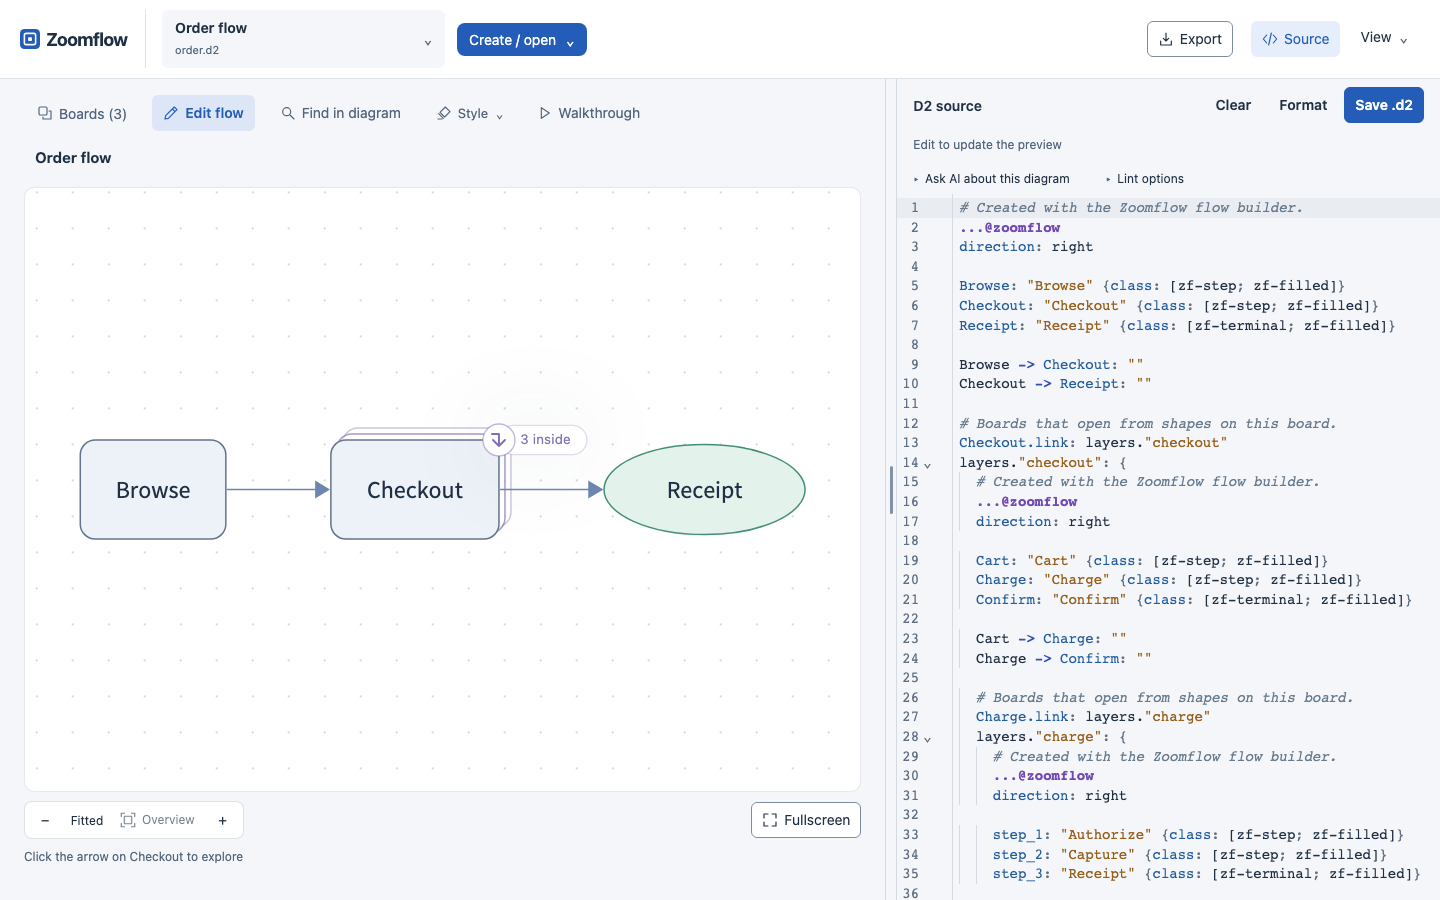 Zoomflow
Order flow
order.d2
Create / open
Export
Source
View
Boards (3)
Edit flow
Find in diagram
Style
Walkthrough
Order flow
Browse
Checkout
3 inside
Receipt
− Fitted Overview +
Fullscreen
Click the arrow on Checkout to explore
D2 source
Clear
Format
Save .d2
Edit to update the preview
Ask AI about this diagram
Lint options
1 # Created with the Zoomflow flow builder.
2 ...@zoomflow
3 direction: right
4
5 Browse: "Browse" {class: [zf-step; zf-filled]}
6 Checkout: "Checkout" {class: [zf-step; zf-filled]}
7 Receipt: "Receipt" {class: [zf-terminal; zf-filled]}
8
9 Browse -> Checkout: ""
10 Checkout -> Receipt: ""
11
12 # Boards that open from shapes on this board.
13 Checkout.link: layers."checkout"
14 layers."checkout": {
15 # Created with the Zoomflow flow builder.
16 ...@zoomflow
17 direction: right
18
19 Cart: "Cart" {class: [zf-step; zf-filled]}
20 Charge: "Charge" {class: [zf-step; zf-filled]}
21 Confirm: "Confirm" {class: [zf-terminal; zf-filled]}
22
23 Cart -> Charge: ""
24 Charge -> Confirm: ""
25
26 # Boards that open from shapes on this board.
27 Charge.link: layers."charge"
28 layers."charge": {
29 # Created with the Zoomflow flow builder.
30 ...@zoomflow
31 direction: right
32
33 step_1: "Authorize" {class: [zf-step; zf-filled]}
34 step_2: "Capture" {class: [zf-step; zf-filled]}
35 step_3: "Receipt" {class: [zf-terminal; zf-filled]}
36